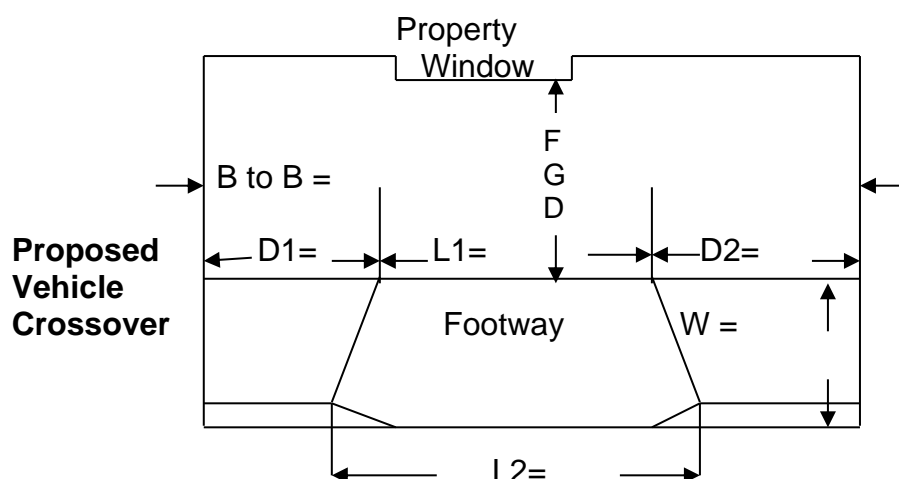 Property
Window
F
G
D
B to B =
Proposed
Vehicle
Crossover
D1=
L1=
D2=
Footway
W =
L2=